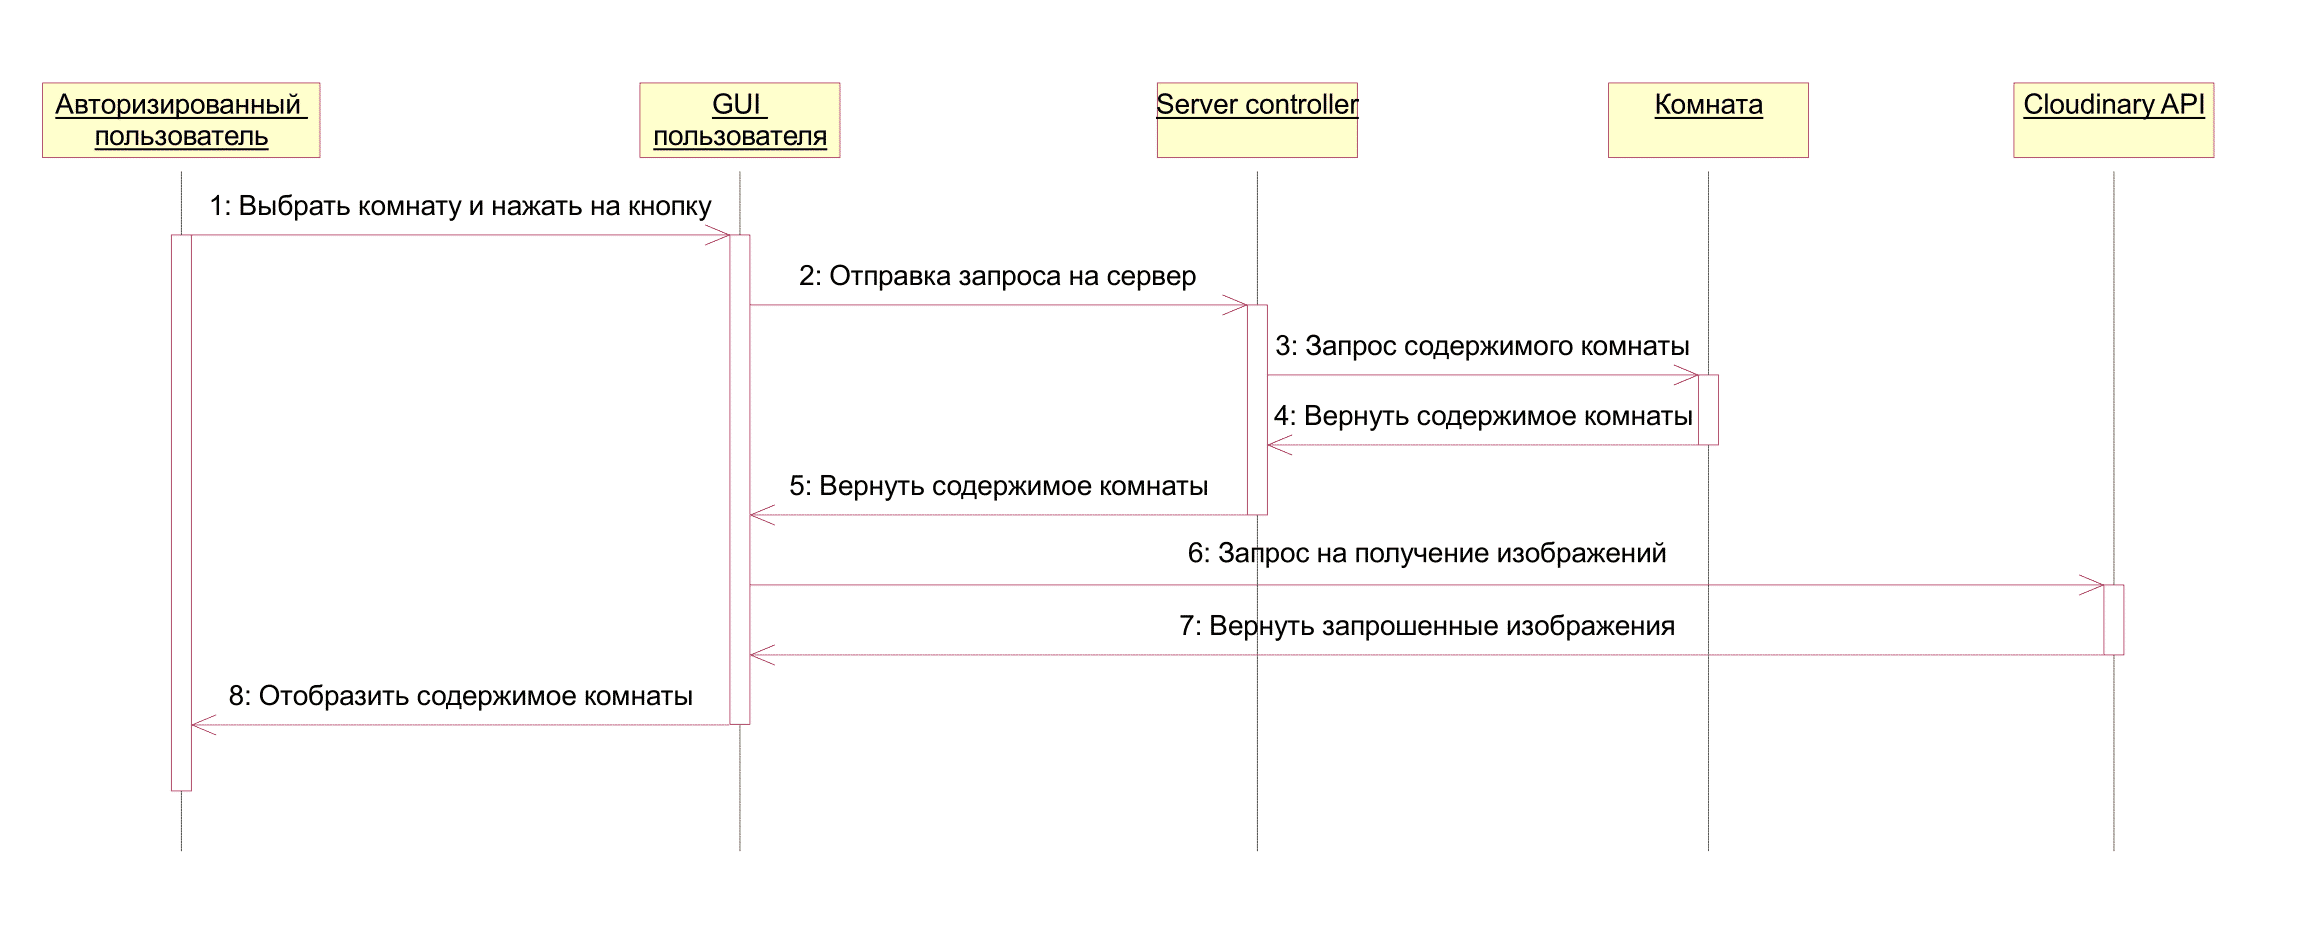 Авторизированный
пользователь
GUI
пользователя
Server controller
Комната
Cloudinary API
1: Выбрать комнату и нажать на кнопку
2: Отправка запроса на сервер
3: Запрос содержимого комнаты
4: Вернуть содержимое комнаты
5: Вернуть содержимое комнаты
6: Запрос на получение изображений
7: Вернуть запрошенные изображения
8: Отобразить содержимое комнаты